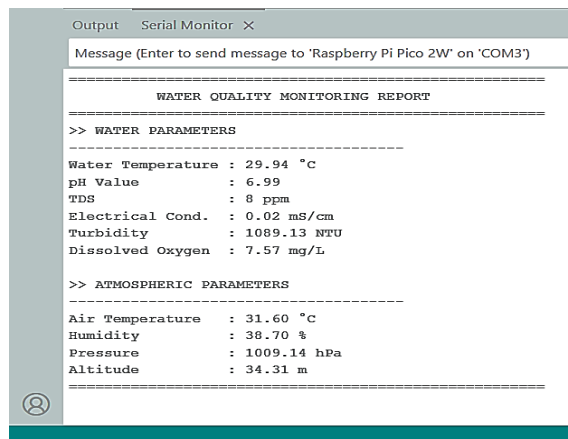 Output Serial Monitor ×
Message (Enter to send message to 'Raspberry Pi Pico 2W' on 'COM3')
WATER QUALITY MONITORING REPORT
>> WATER PARAMETERS
Water Temperature : 29.94 °C
pH Value : 6.99
TDS : 8 ppm
Electrical Cond. : 0.02 mS/cm
Turbidity : 1089.13 NTU
Dissolved Oxygen : 7.57 mg/L
>> ATMOSPHERIC PARAMETERS
Air Temperature : 31.60 °C
Humidity : 38.70 %
Pressure : 1009.14 hPa
Altitude : 34.31 m